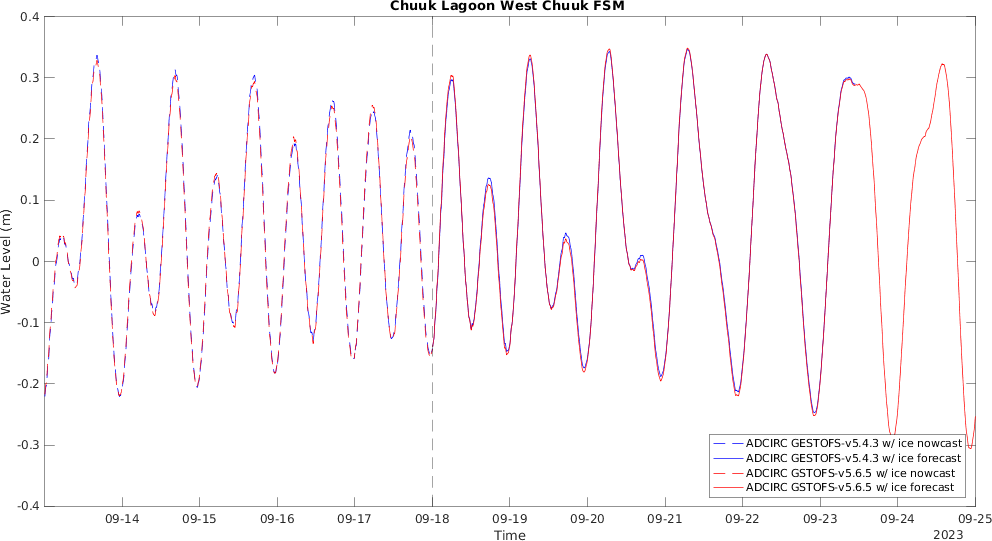 Chuuk Lagoon West Chuuk FSM
0.4
0.3
0.2
0.1
0
-0.1
-0.2
-0.3
-0.4
Water Level (m)
ADCIRC GESTOFS-v5.4.3 w/ ice nowcast
ADCIRC GESTOFS-v5.4.3 w/ ice forecast
ADCIRC GSTOFS-v5.6.5 w/ ice nowcast
ADCIRC GSTOFS-v5.6.5 w/ ice forecast
09-14 09-15 09-16 09-17 09-18 09-19 09-20 09-21 09-22 09-23 09-24 09-25
Time
2023